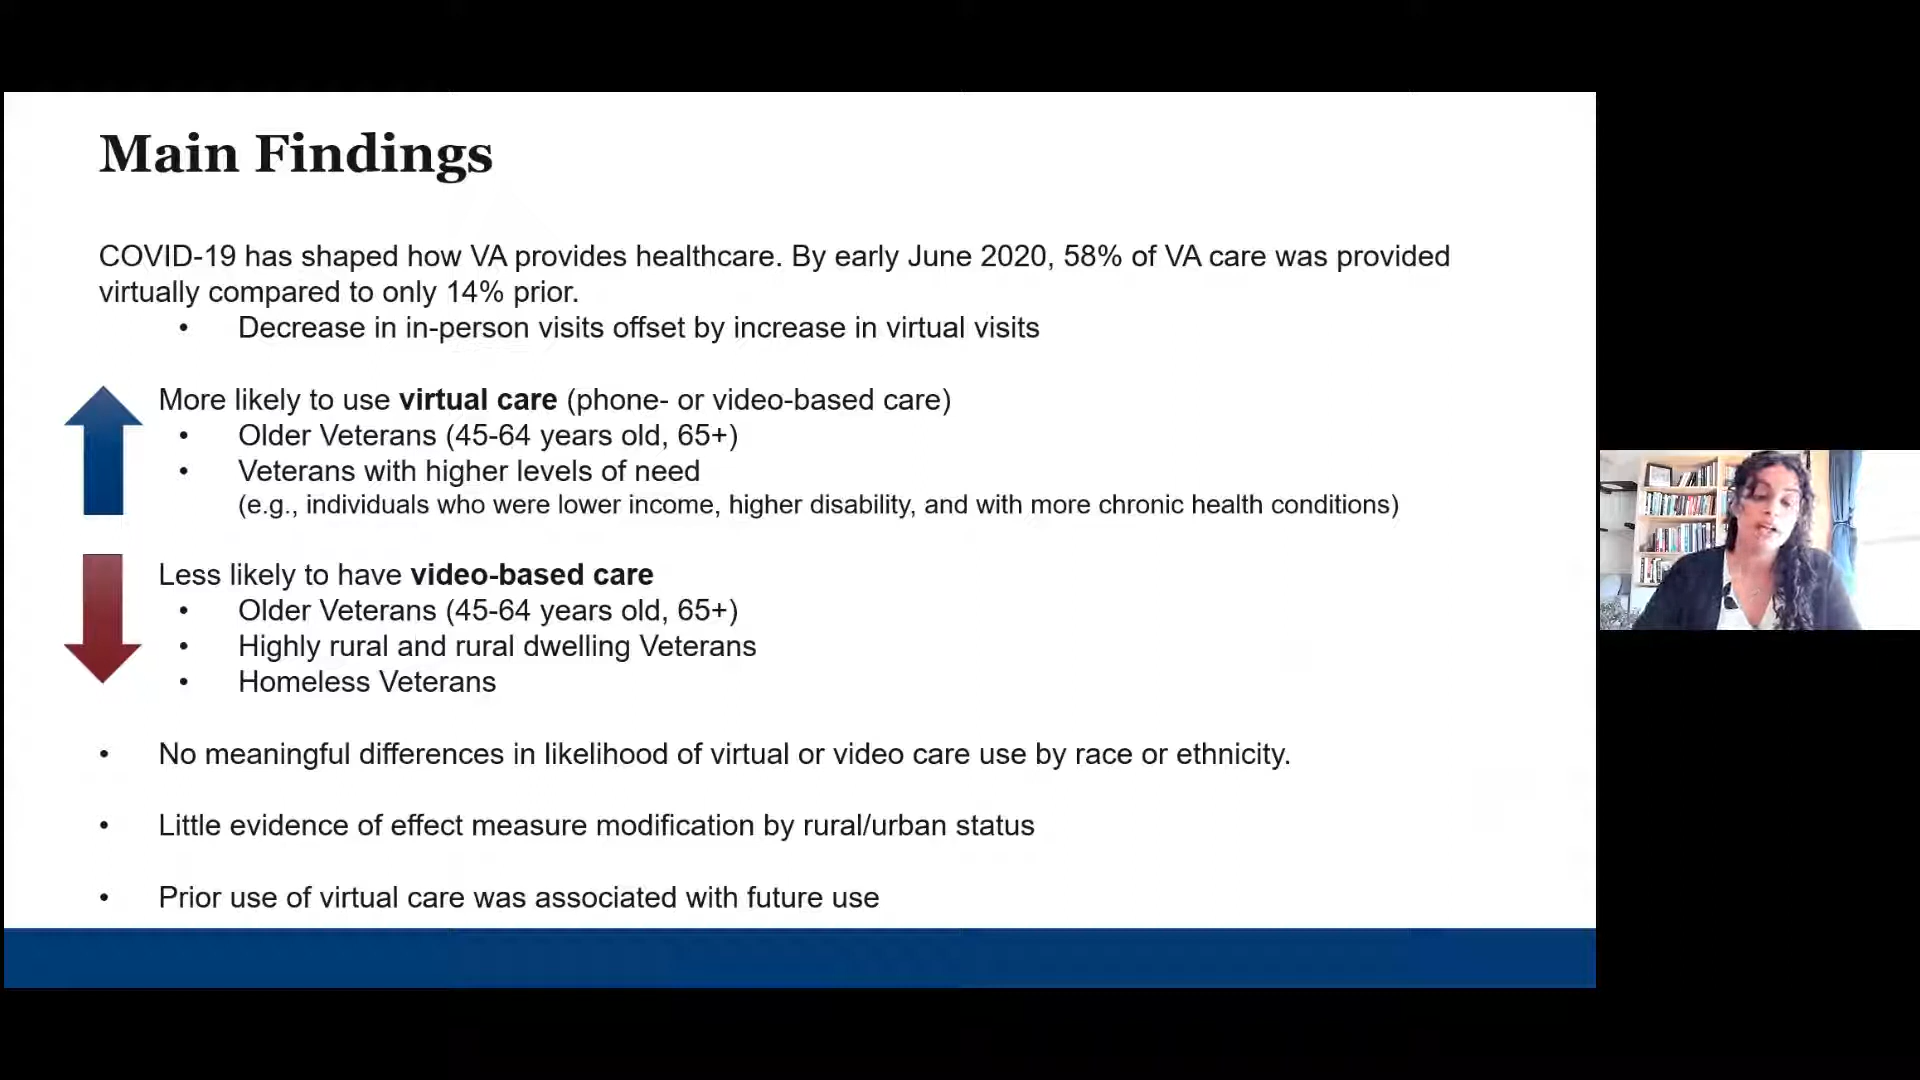 Main Findings
COVID-19 has shaped how VA provides healthcare. By early June 2020, 58% of VA care was provided
virtually compared to only 14% prior.
• Decrease in in-person visits offset by increase in virtual visits
More likely to use virtual care (phone- or video-based care)
• Older Veterans (45-64 years old, 65+)
• Veterans with higher levels of need
(e.g., individuals who were lower income, higher disability, and with more chronic health conditions)
Less likely to have video-based care
• Older Veterans (45-64 years old, 65+)
• Highly rural and rural dwelling Veterans
• Homeless Veterans
• No meaningful differences in likelihood of virtual or video care use by race or ethnicity.
• Little evidence of effect measure modification by rural/urban status
• Prior use of virtual care was associated with future use